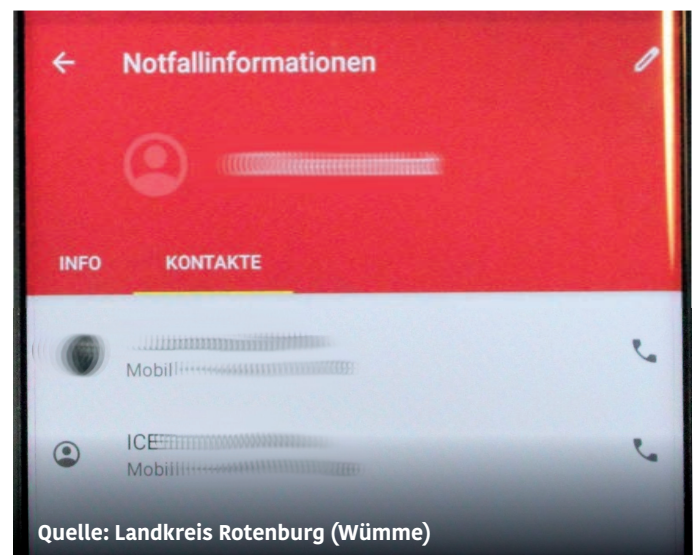 Notfallinformationen
INFO KONTAKTE
Mobil
ICE
Mobil
Quelle: Landkreis Rotenburg (Wümme)